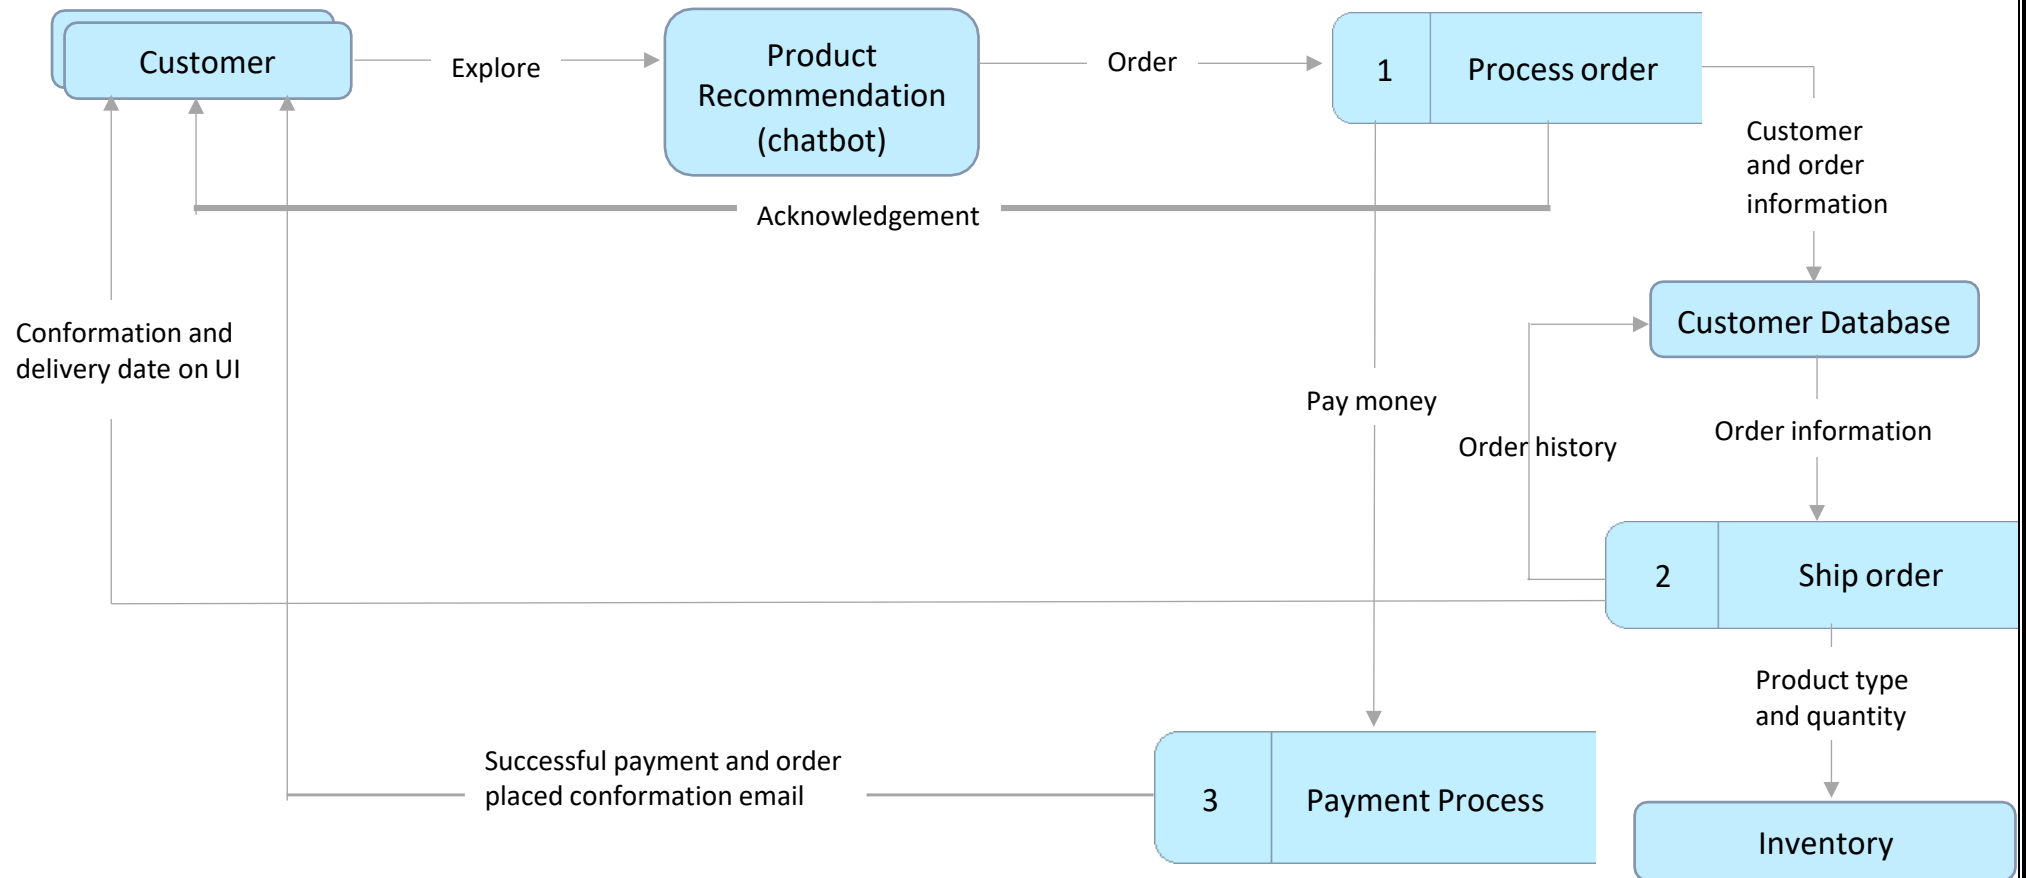 Customer
Explore
Product
Recommendation
(chatbot)
Order
1
Process order
Customer
and order
information
Acknowledgement
Customer Database
Conformation and
delivery date on UI
Pay money
Order history
Order information
2
Ship order
Product type
and quantity
Successful payment and order
placed conformation email
3
Payment Process
Inventory